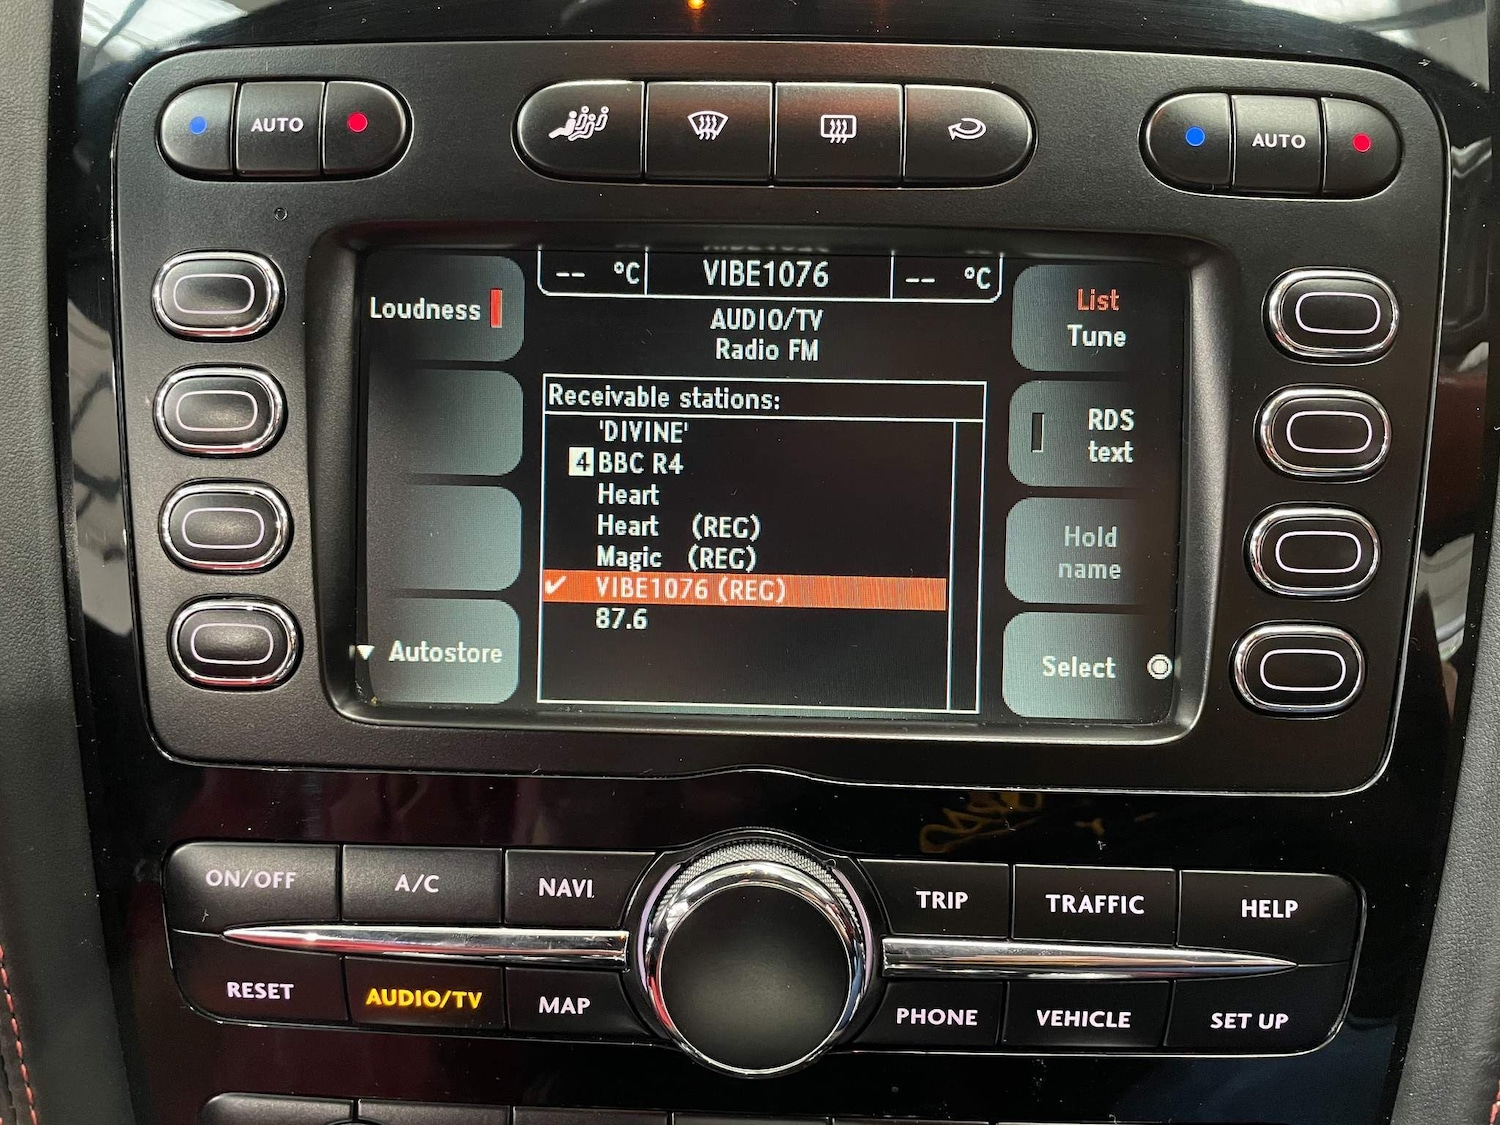 AUTO
AUTO
-- °C
VIBE1076
-- °C
AUDIO/TV
Radio FM
Loudness
Autostore
Receivable stations:
'DIVINE'
4 BBC R4
Heart
Heart (REG)
Magic (REG)
✔ VIBE1076 (REG)
87.6
List
Tune
RDS
text
Hold
name
Select
ON/OFF
A/C
NAVI
TRIP
TRAFFIC
HELP
RESET
AUDIO/TV
MAP
PHONE
VEHICLE
SET UP